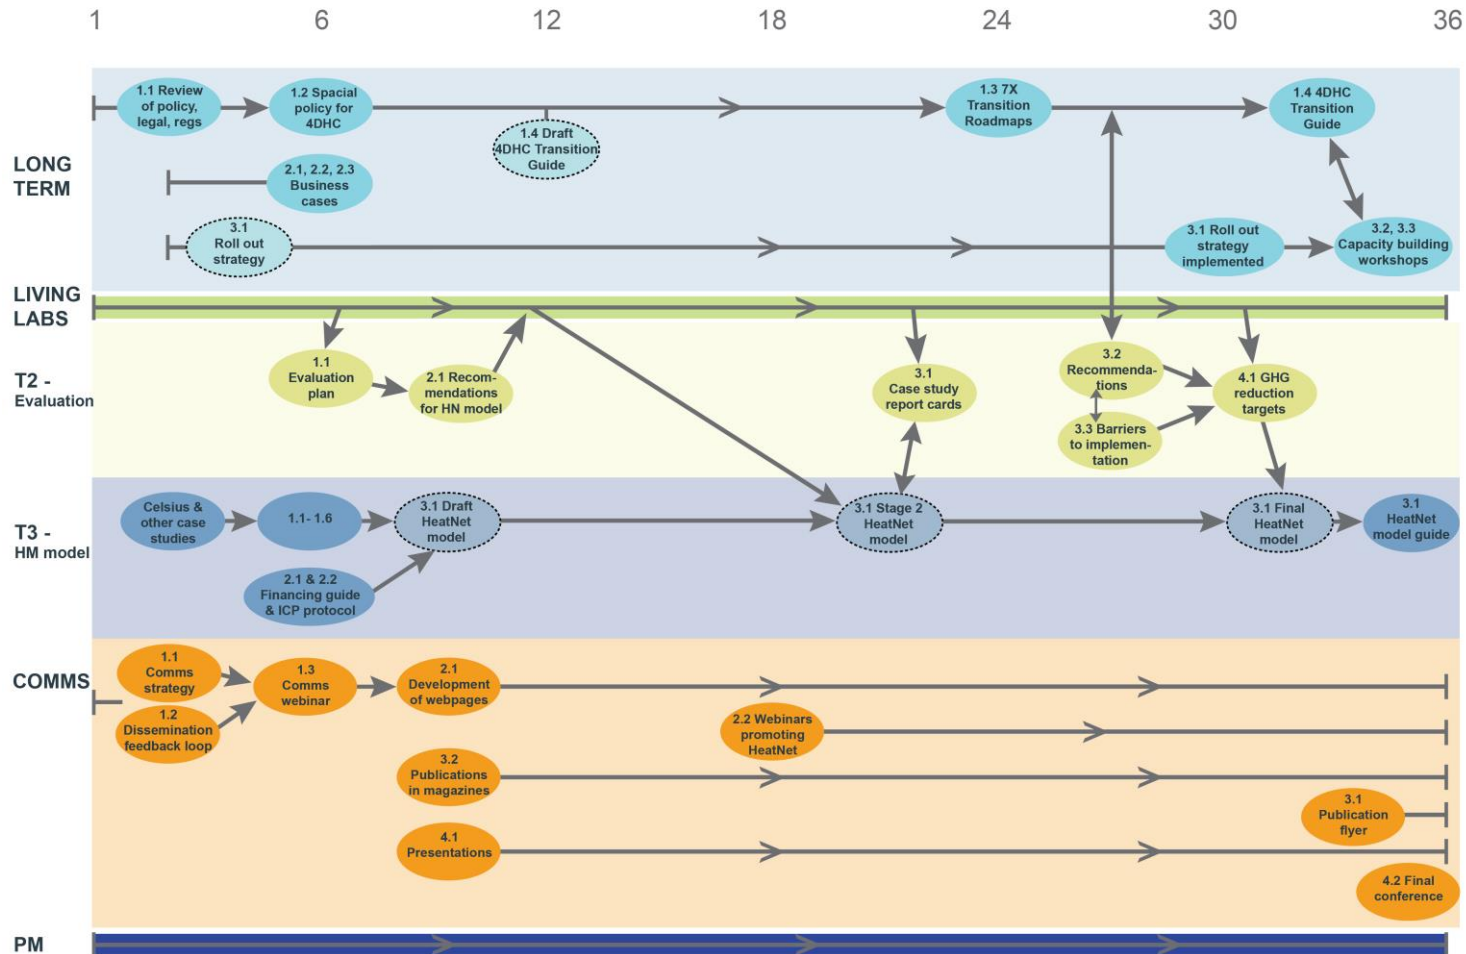 1 6 12 18 24 30 36
LONG
TERM
1.1 Review
of policy,
legal, regs
1.2 Spacial
policy for
4DHC
1.4 Draft
4DHC Transition
Guide
1.3 7X
Transition
Roadmaps
1.4 4DHC
Transition
Guide
2.1, 2.2, 2.3
Business
cases
3.1
Roll out
strategy
3.1 Roll out
strategy
implemented
3.2, 3.3
Capacity building
workshops
LIVING
LABS
T2 -
Evaluation
1.1
Evaluation
plan
2.1 Recom-
mendations
for HN model
3.1
Case study
report cards
3.2
Recommenda-
tions
3.3 Barriers
to implemen-
tation
4.1 GHG
reduction
targets
T3 -
HM model
Celsius &
other case
studies
1.1- 1.6
3.1 Draft
HeatNet
model
3.1 Stage 2
HeatNet
model
3.1 Final
HeatNet
model
3.1
HeatNet
model guide
2.1 & 2.2
Financing guide
& ICP protocol
COMMS
1.1
Comms
strategy
1.2
Dissemination
feedback loop
1.3
Comms
webinar
2.1
Development
of webpages
2.2 Webinars
promoting
HeatNet
3.2
Publications
in magazines
3.1
Publication
flyer
4.1
Presentations
4.2 Final
conference
PM